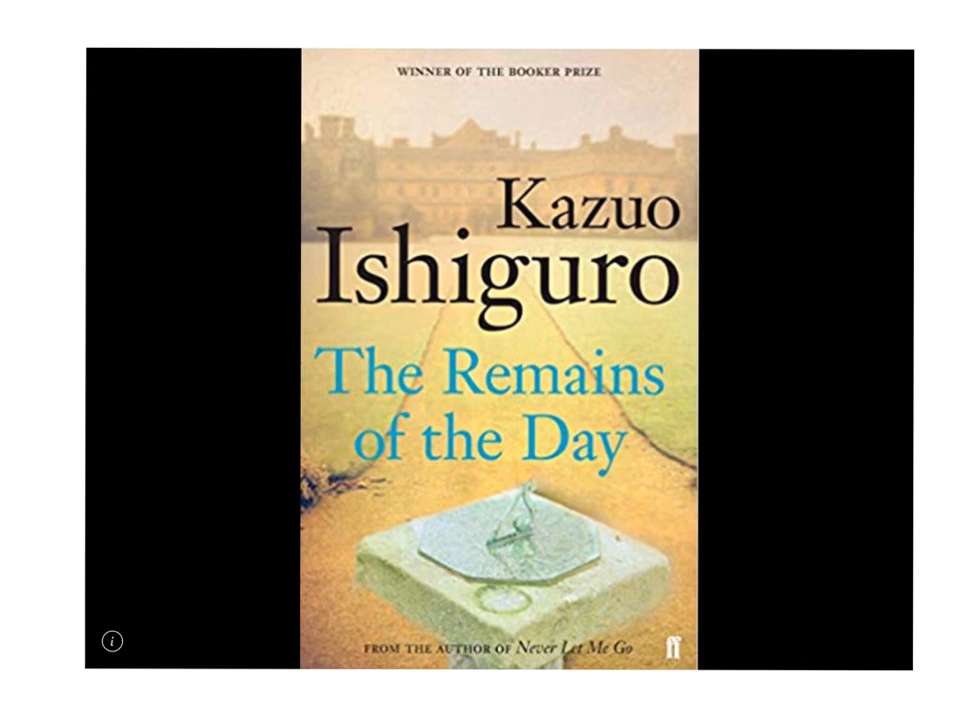 WINNER OF THE BOOKER PRIZE
Kazuo
Ishiguro
The Remains
of the Day
FROM THE AUTHOR OF Never Let Me Go
ff
i